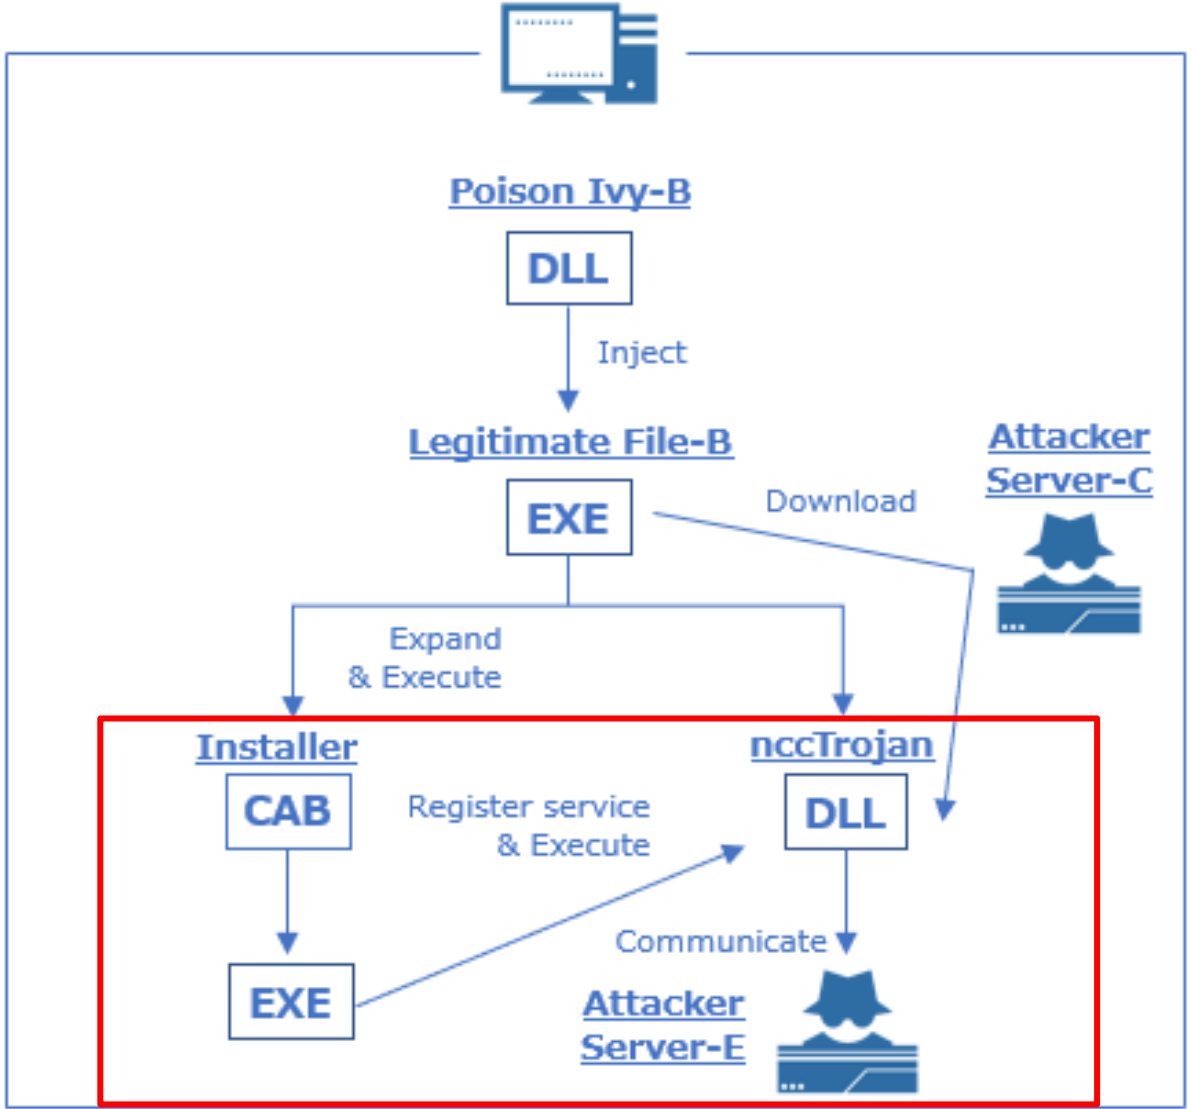 Poison Ivy-B
DLL
Inject
Legitimate File-B
EXE
Download
Attacker
Server-C
Expand
& Execute
Installer
CAB
nccTrojan
DLL
Register service
& Execute
EXE
Communicate
Attacker
Server-E